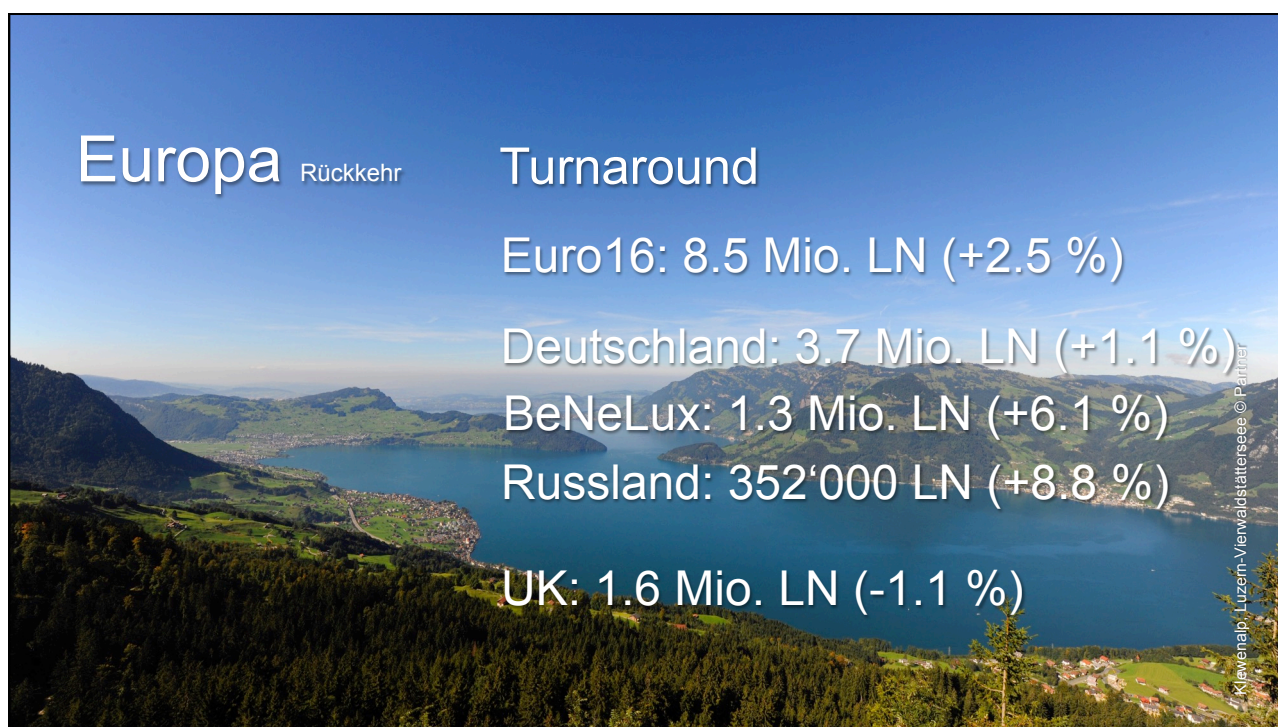 Europa Rückkehr
Turnaround
Euro16: 8.5 Mio. LN (+2.5 %)
Deutschland: 3.7 Mio. LN (+1.1 %)
BeNeLux: 1.3 Mio. LN (+6.1 %)
Russland: 352‘000 LN (+8.8 %)
UK: 1.6 Mio. LN (-1.1 %)
Klewenalp, Luzern-Vierwaldstätterseee © Partner